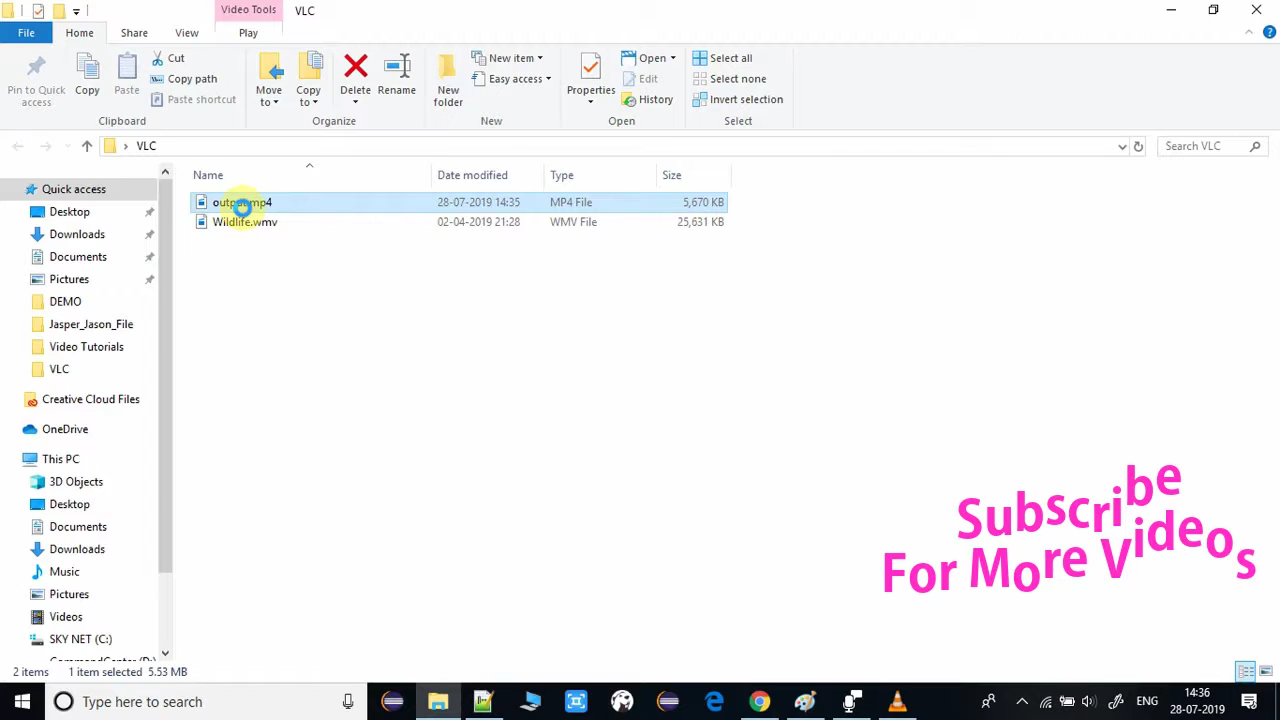 Video Tools
VLC
File
Home
Share
View
Play
Pin to Quick access
Copy
Paste
Cut
Copy path
Paste shortcut
Clipboard
Move to
Copy to
Delete
Rename
Organize
New folder
New item
Easy access
New
Properties
Open
Edit
History
Open
Select all
Select none
Invert selection
Select
VLC
Search VLC
Name
Date modified
Type
Size
output.mp4
28-07-2019 14:35
MP4 File
5,670 KB
Wildlife.wmv
02-04-2019 21:28
WMV File
25,631 KB
Quick access
Desktop
Downloads
Documents
Pictures
DEMO
Jasper_Jason_File
Video Tutorials
VLC
Creative Cloud Files
OneDrive
This PC
3D Objects
Desktop
Documents
Downloads
Music
Pictures
Videos
SKY NET (C:)
CommandCenter (D:)
Subscribe
For More Videos
2 items
1 item selected 5.53 MB
Type here to search
ENG
14:36
28-07-2019